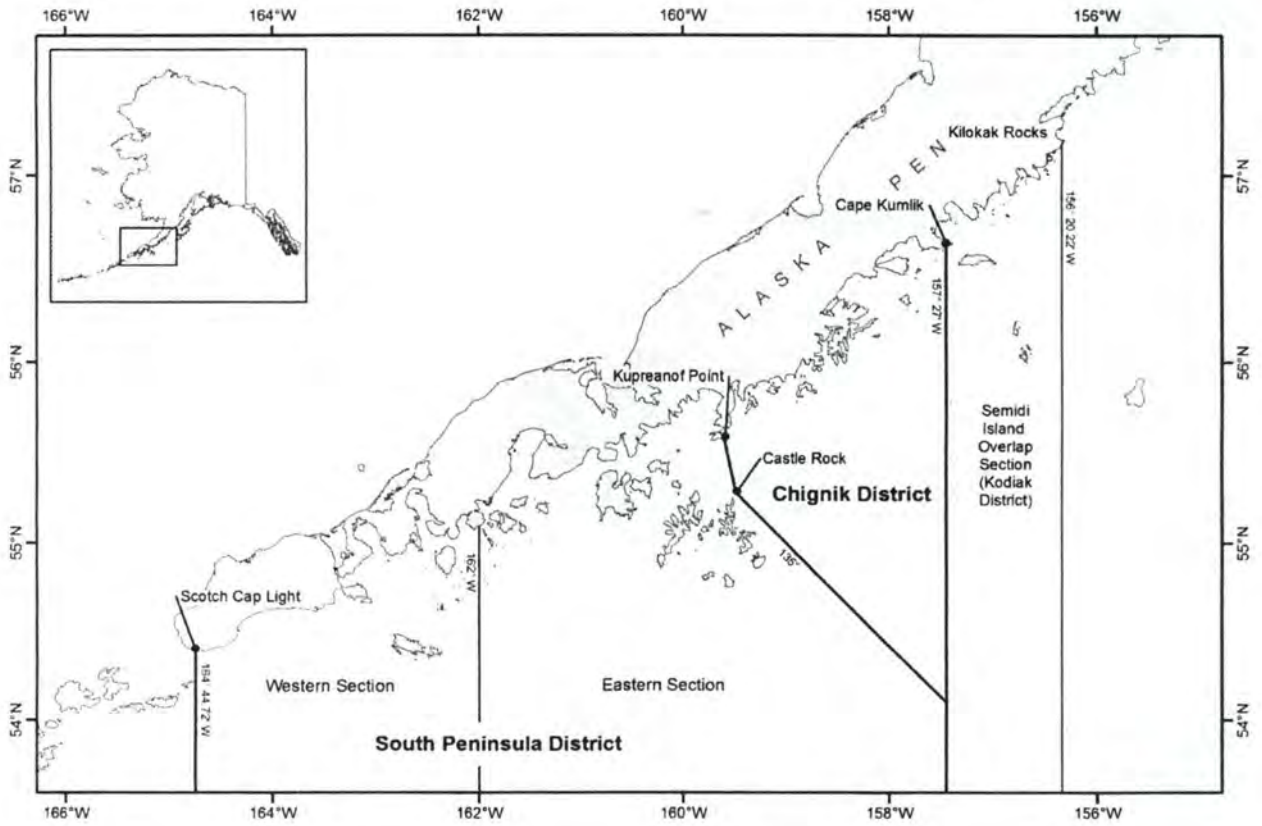 166°W 164°W 162°W 160°W 158°W 156°W
57°N
56°N
55°N
54°N
Kilokak Rocks
ALASKA PEN
Cape Kumlik
156° 20.22' W
157° 27' W
Kupreanof Point
Semidi
Island
Overlap
Section
(Kodiak
District)
Castle Rock
Chignik District
135°
162° W
Scotch Cap Light
164° 44.72' W
Western Section
Eastern Section
South Peninsula District
57°N
56°N
55°N
54°N
166°W 164°W 162°W 160°W 158°W 156°W